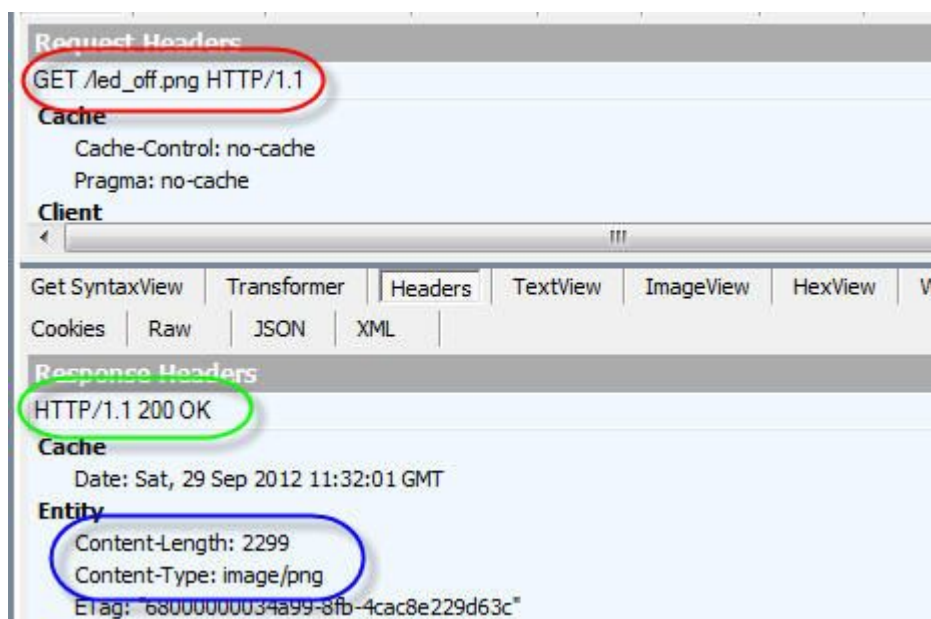 Request Headers
GET /led_off.png HTTP/1.1
Cache
Cache-Control: no-cache
Pragma: no-cache
Client
Get SyntaxView Transformer Headers TextView ImageView HexView
Cookies Raw JSON XML
Response Headers
HTTP/1.1 200 OK
Cache
Date: Sat, 29 Sep 2012 11:32:01 GMT
Entity
Content-Length: 2299
Content-Type: image/png
ETag: "68000000034a99-8fb-4cac8e229d63c"